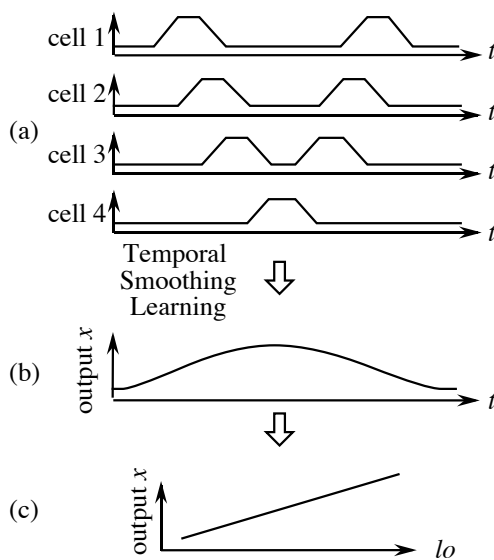 cell 1
t
cell 2
t
(a)
cell 3
t
cell 4
t
Temporal
Smoothing
Learning
(b)
output x
t
(c)
output x
lo